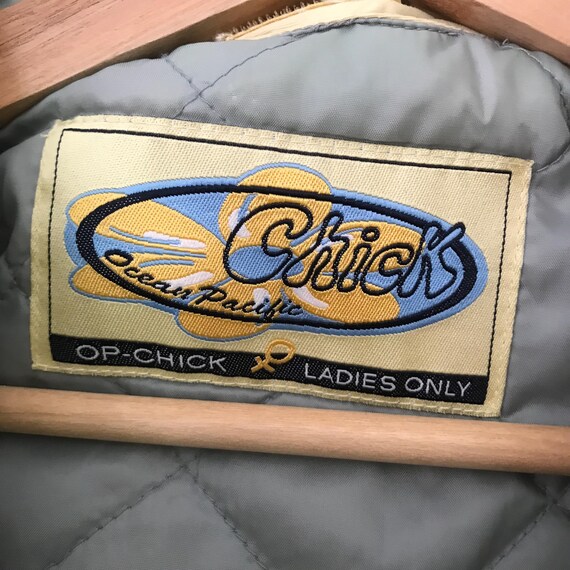 Chick
Ocean Pacific
OP-CHICK
LADIES ONLY